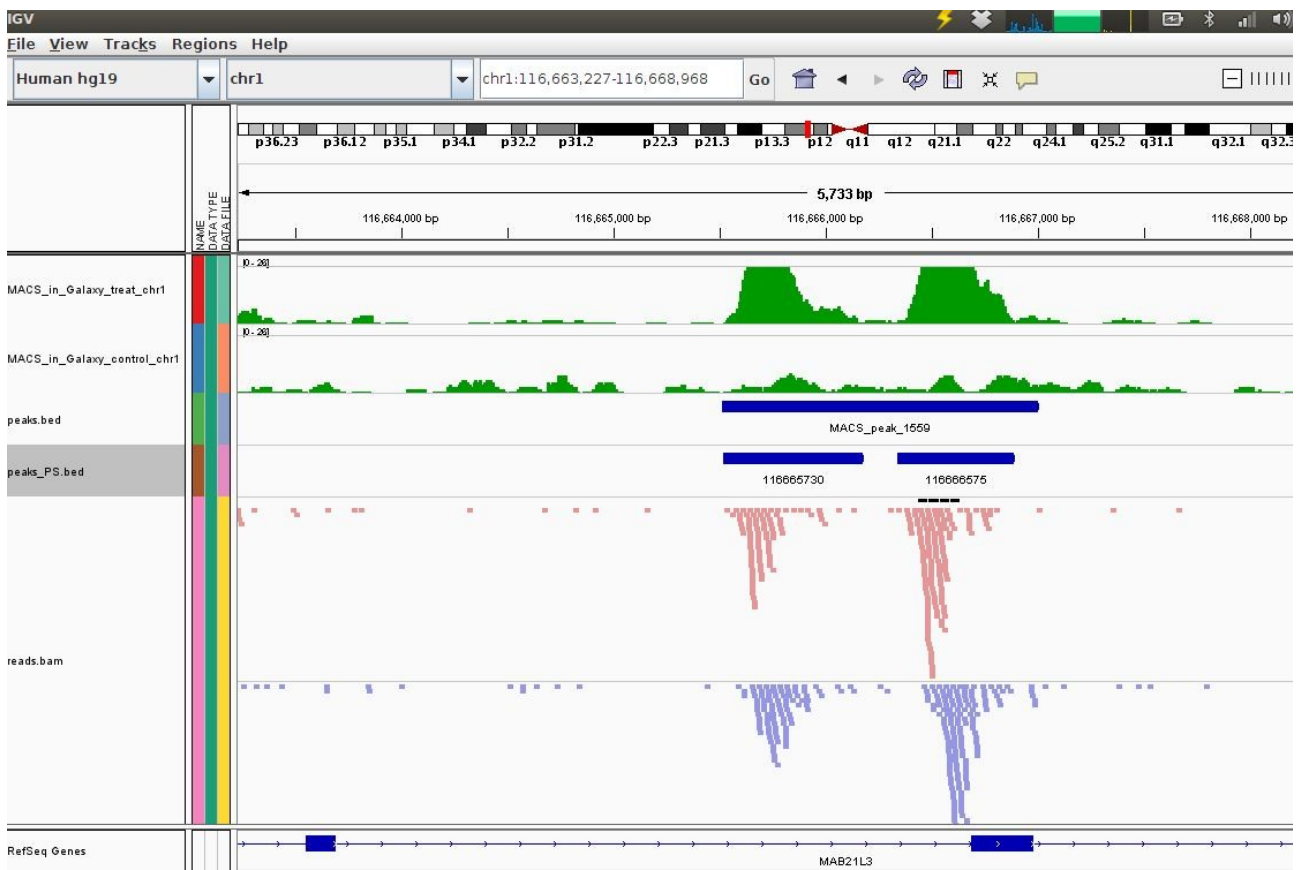 IGV
File View Tracks Regions Help
Human hg19 chr1 chr1:116,663,227-116,668,968 Go
p36.23 p36.12 p35.1 p34.1 p32.2 p31.2 p22.3 p21.3 p13.3 p12 q11 q12 q21.1 q22 q24.1 q25.2 q31.1 q32.1 q32.3
NAME
DATA TYPE
DATA FILE
5,733 bp
116,664,000 bp 116,665,000 bp 116,666,000 bp 116,667,000 bp 116,668,000 bp
MACS_in_Galaxy_treat_chr1
[0 - 26]
MACS_in_Galaxy_control_chr1
[0 - 26]
peaks.bed
MACS_peak_1559
peaks_PS.bed
116665730 116666575
reads.bam
RefSeq Genes
MAB21L3